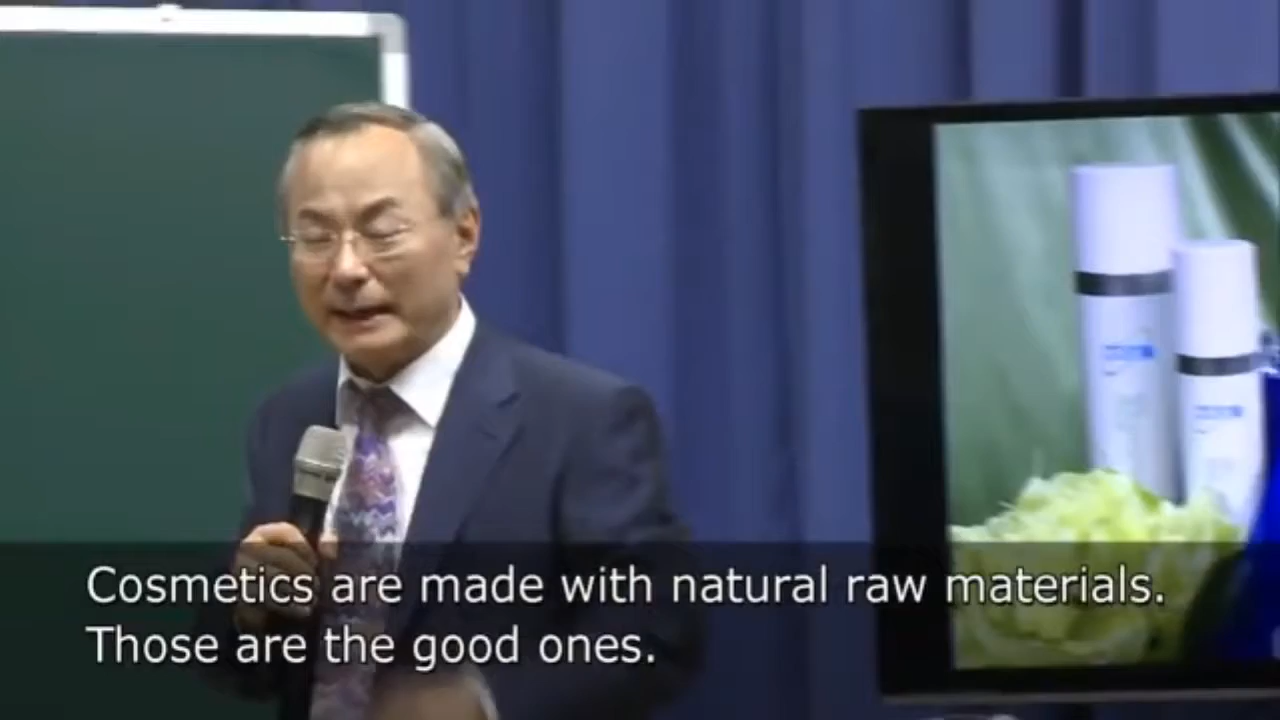 Cosmetics are made with natural raw materials.
Those are the good ones.